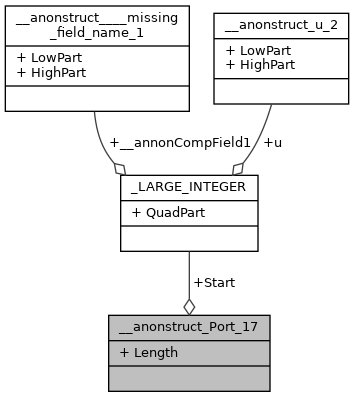 __anonstruct____missing
_field_name_1
+ LowPart
+ HighPart
__anonstruct_u_2
+ LowPart
+ HighPart
+__annonCompField1
+u
_LARGE_INTEGER
+ QuadPart
+Start
__anonstruct_Port_17
+ Length